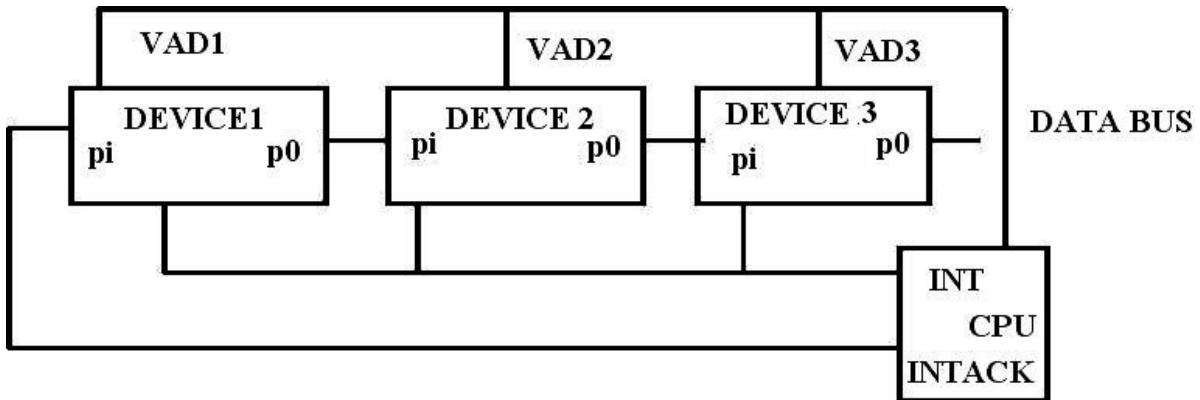 VAD1
VAD2
VAD3
DEVICE1
DEVICE 2
DEVICE 3
DATA BUS
pi
p0
pi
p0
pi
p0
INT
CPU
INTACK